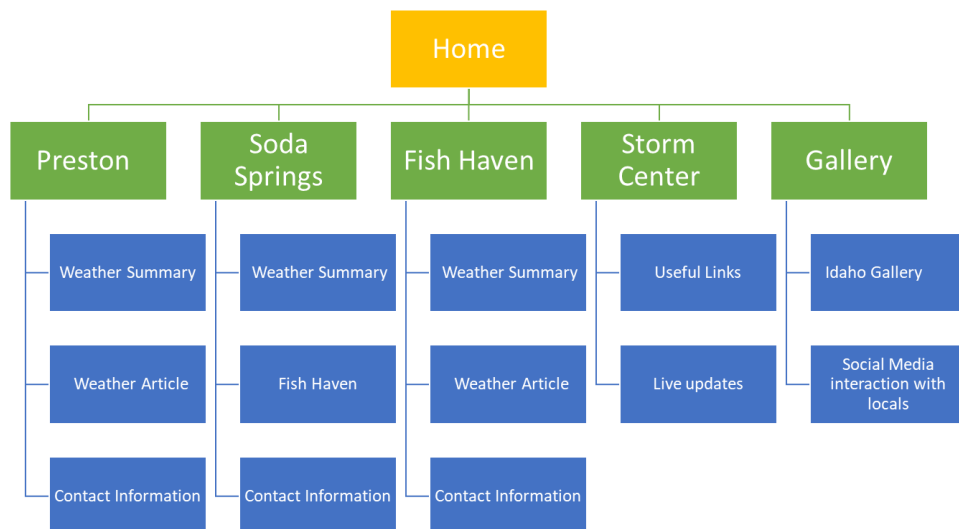 Home
Preston
Soda
Springs
Fish Haven
Storm
Center
Gallery
Weather Summary
Weather Summary
Weather Summary
Useful Links
Idaho Gallery
Weather Article
Fish Haven
Weather Article
Live updates
Social Media
interaction with
locals
Contact Information
Contact Information
Contact Information